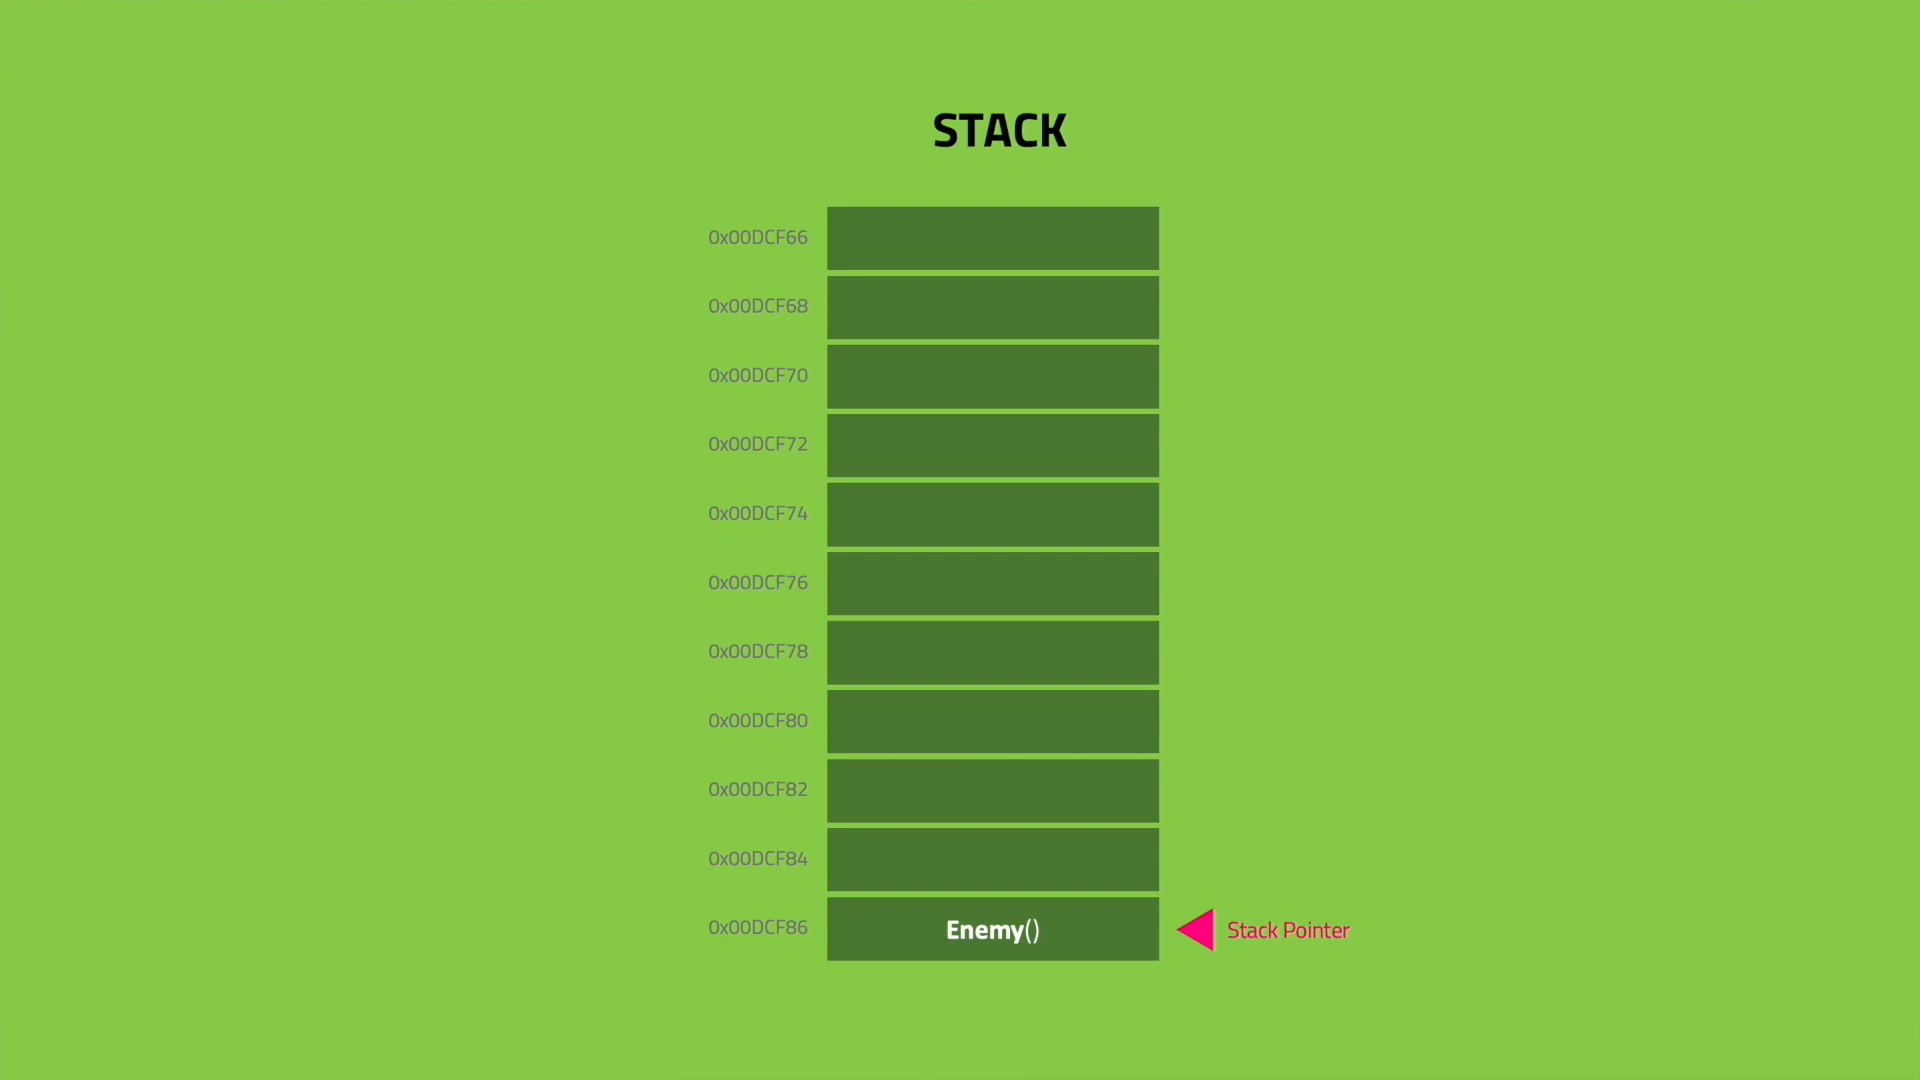 STACK
0x00DCF66
0x00DCF68
0x00DCF70
0x00DCF72
0x00DCF74
0x00DCF76
0x00DCF78
0x00DCF80
0x00DCF82
0x00DCF84
0x00DCF86 Enemy() Stack Pointer